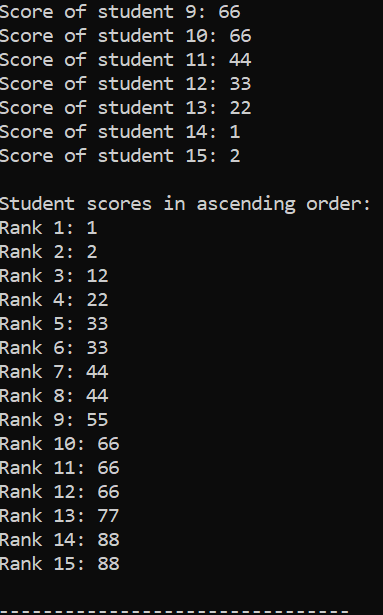 Score of student 9: 66
Score of student 10: 66
Score of student 11: 44
Score of student 12: 33
Score of student 13: 22
Score of student 14: 1
Score of student 15: 2

Student scores in ascending order:
Rank 1: 1
Rank 2: 2
Rank 3: 12
Rank 4: 22
Rank 5: 33
Rank 6: 33
Rank 7: 44
Rank 8: 44
Rank 9: 55
Rank 10: 66
Rank 11: 66
Rank 12: 66
Rank 13: 77
Rank 14: 88
Rank 15: 88

--------------------------------